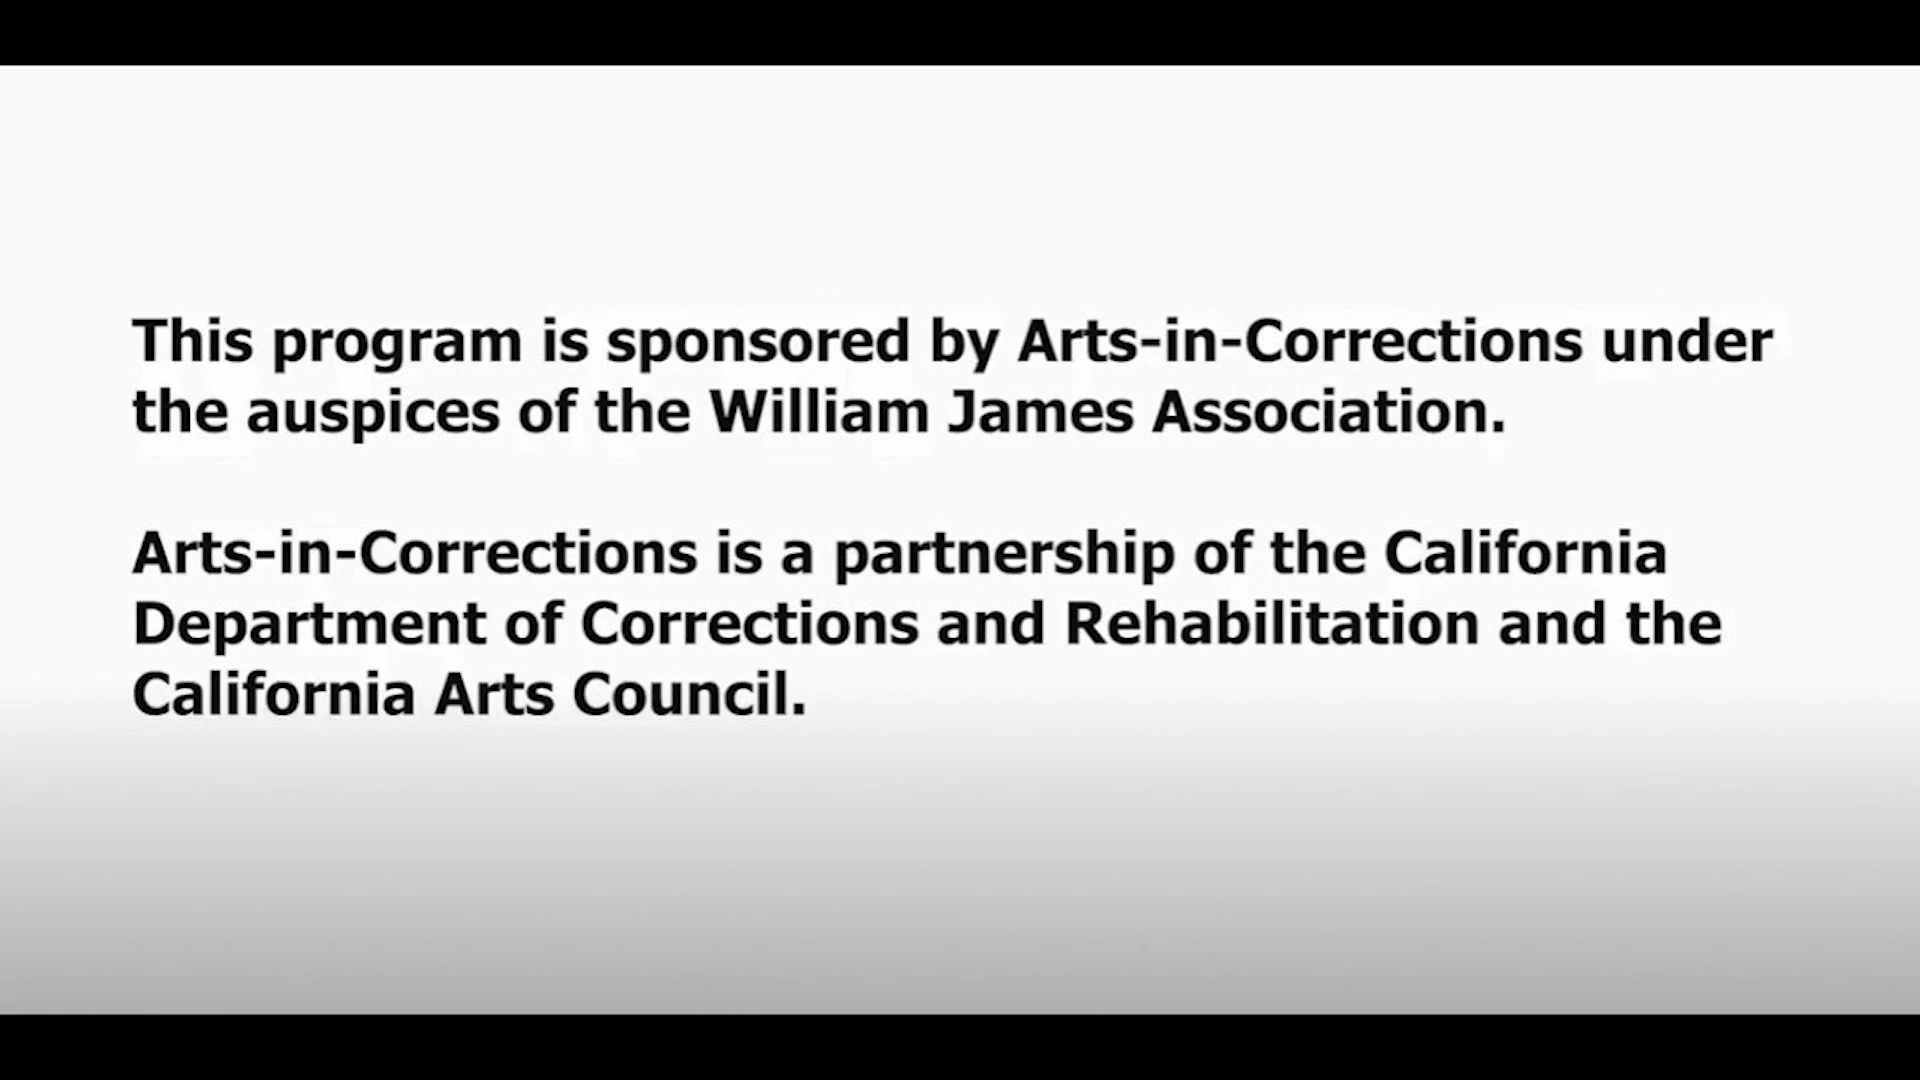 This program is sponsored by Arts-in-Corrections under
the auspices of the William James Association.
Arts-in-Corrections is a partnership of the California
Department of Corrections and Rehabilitation and the
California Arts Council.